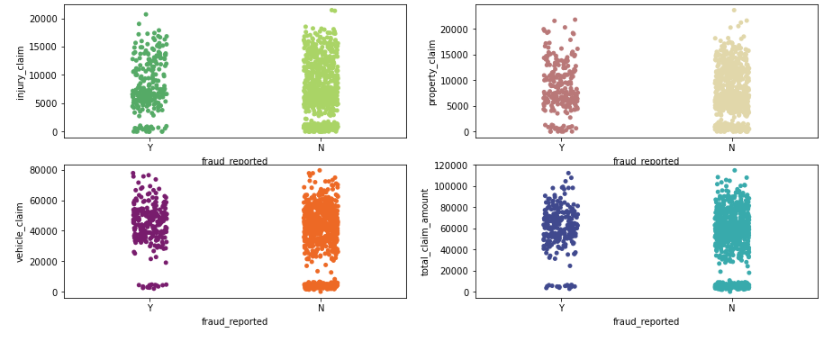 injury_claim
20000
15000
10000
5000
0
Y N
fraud_reported
property_claim
20000
15000
10000
5000
0
Y N
fraud_reported
vehicle_claim
80000
60000
40000
20000
0
Y N
fraud_reported
total_claim_amount
120000
100000
80000
60000
40000
20000
0
Y N
fraud_reported